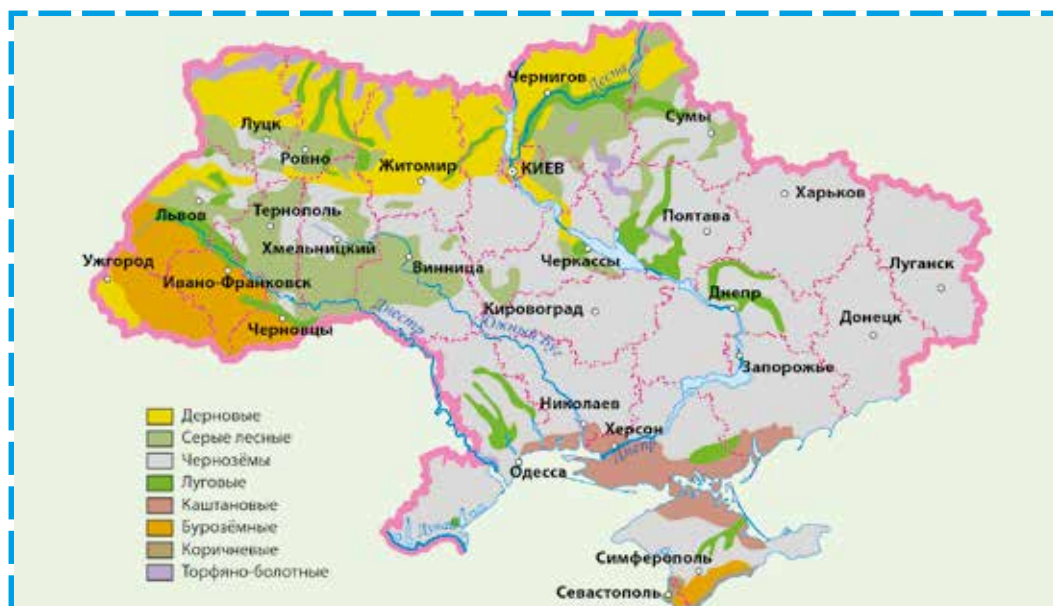 Чернигов
Десна
Сумы
Луцк
Ровно
Житомир
КИЕВ
Харьков
Львов
Тернополь
Полтава
Хмельницкий
Ужгород
Винница
Черкассы
Луганск
Ивано-Франковск
Днепр
Кировоград
Черновцы
Днестр
Южный Буг
Донецк
Запорожье
Николаев
Херсон
Днепр
Одесса
Дунай
Симферополь
Севастополь
Дерновые
Серые лесные
Чернозёмы
Луговые
Каштановые
Бурозёмные
Коричневые
Торфяно-болотные